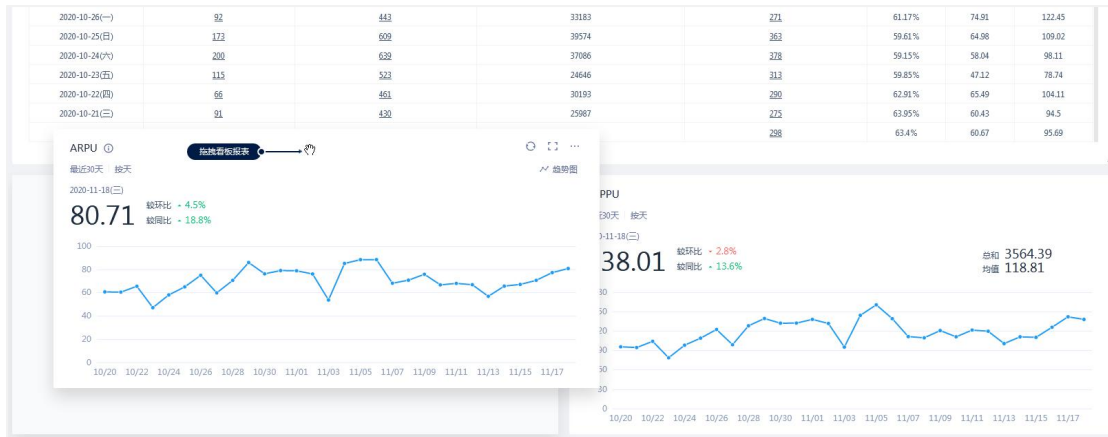 2020-10-26(一) 92 443 33183 271 61.17% 74.91 122.45
2020-10-25(日) 173 609 39574 363 59.61% 64.98 109.02
2020-10-24(六) 200 639 37086 378 59.15% 58.04 98.11
2020-10-23(五) 115 523 24646 313 59.85% 47.12 78.74
2020-10-22(四) 66 461 30193 290 62.91% 65.49 104.11
2020-10-21(三) 91 430 25987 275 63.95% 60.43 94.5
298 63.4% 60.67 95.69
ARPU
拖拽看板报表
最近30天 按天
趋势图
2020-11-18(三)
80.71
较环比 4.5%
较同比 18.8%
100
80
60
40
20
0
10/20 10/22 10/24 10/26 10/28 10/30 11/01 11/03 11/05 11/07 11/09 11/11 11/13 11/15 11/17
PPU
30天 按天
-11-18(三)
38.01
较环比 2.8%
较同比 13.6%
总和 3564.39
均值 118.81
80
50
20
90
60
30
0
10/20 10/22 10/24 10/26 10/28 10/30 11/01 11/03 11/05 11/07 11/09 11/11 11/13 11/15 11/17